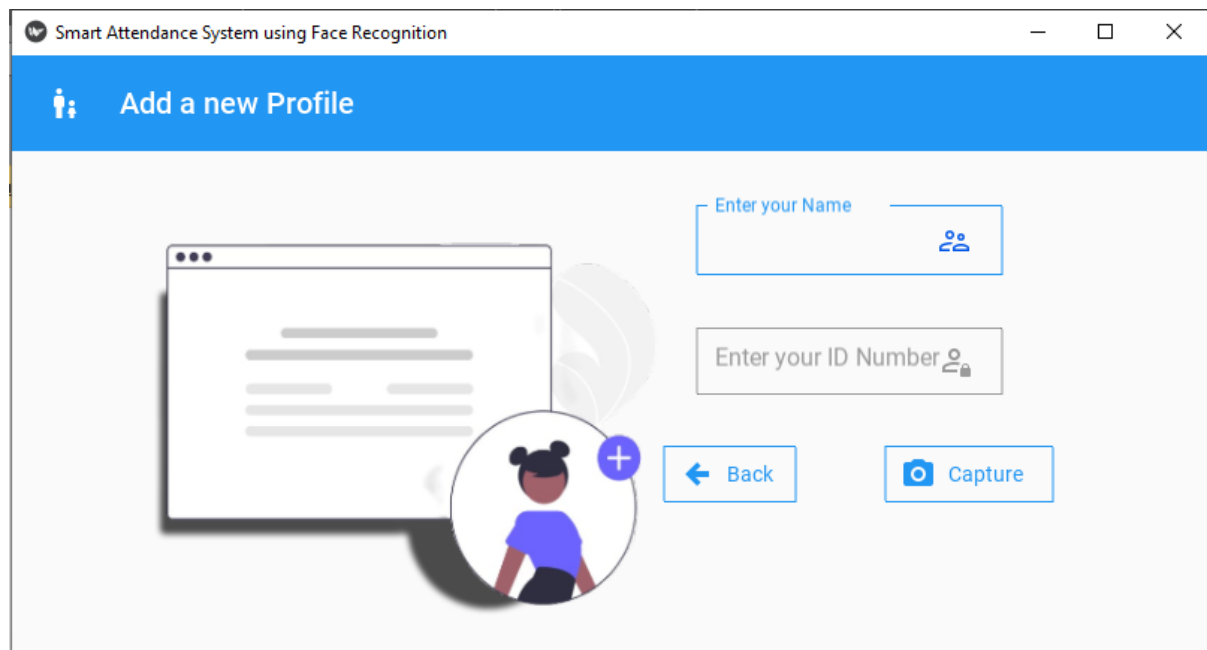 Smart Attendance System using Face Recognition
Add a new Profile
Enter your Name
Enter your ID Number
Back
Capture